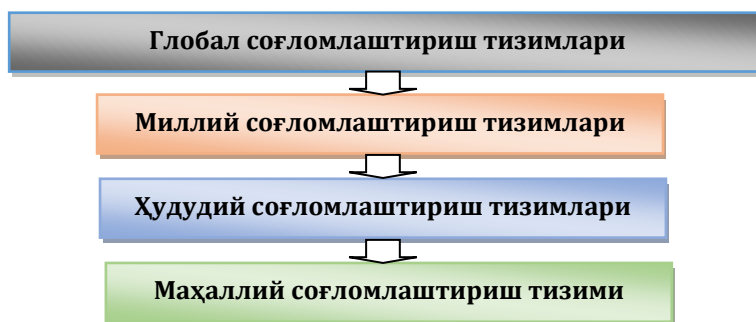 Глобал соғломлаштириш тизимлари
Миллий соғломлаштириш тизимлари
Ҳудудий соғломлаштириш тизимлари
Маҳаллий соғломлаштириш тизими